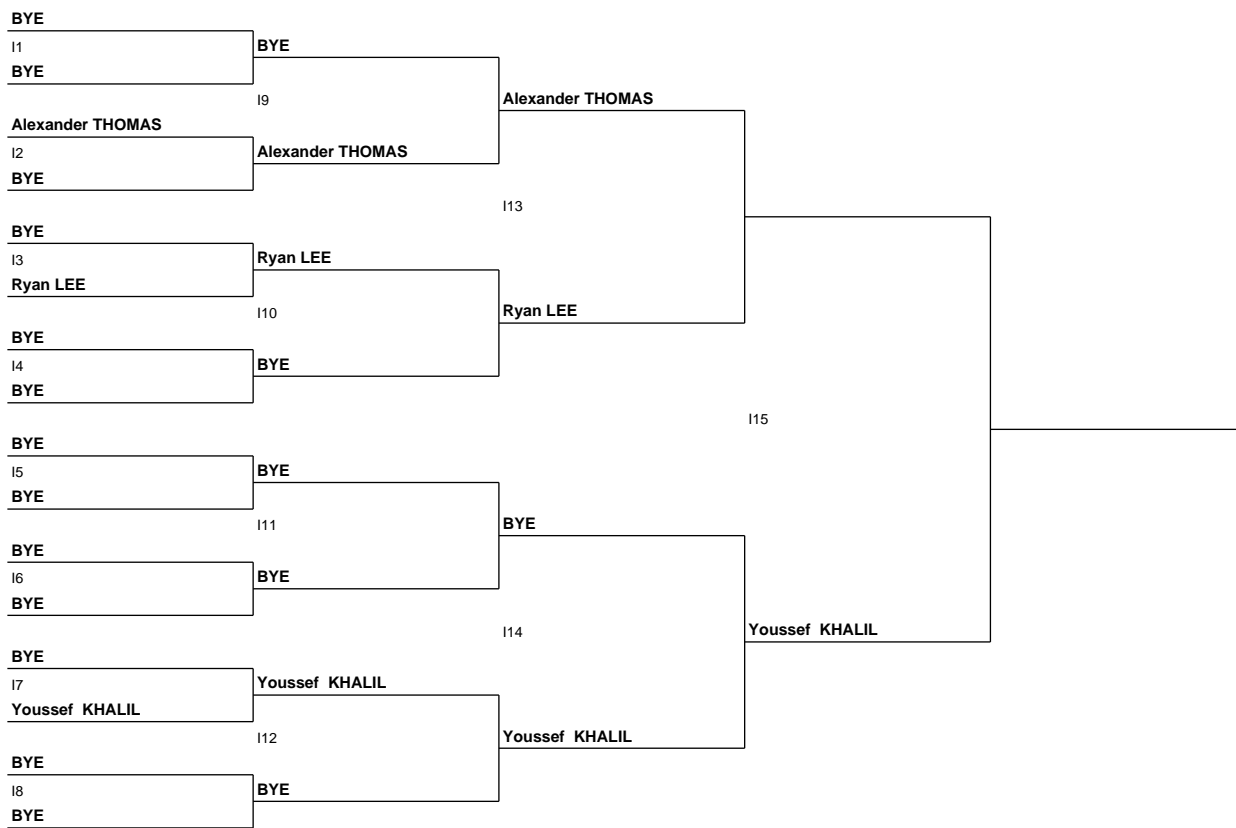 BYE
I1
BYE
BYE
I9
Alexander THOMAS
Alexander THOMAS
I2
BYE
Alexander THOMAS
I13
BYE
I3
Ryan LEE
Ryan LEE
I10
Ryan LEE
BYE
I4
BYE
BYE
I15
BYE
I5
BYE
BYE
I11
BYE
BYE
I6
BYE
BYE
I14
Youssef  KHALIL
BYE
I7
Youssef  KHALIL
Youssef  KHALIL
I12
Youssef  KHALIL
BYE
I8
BYE
BYE